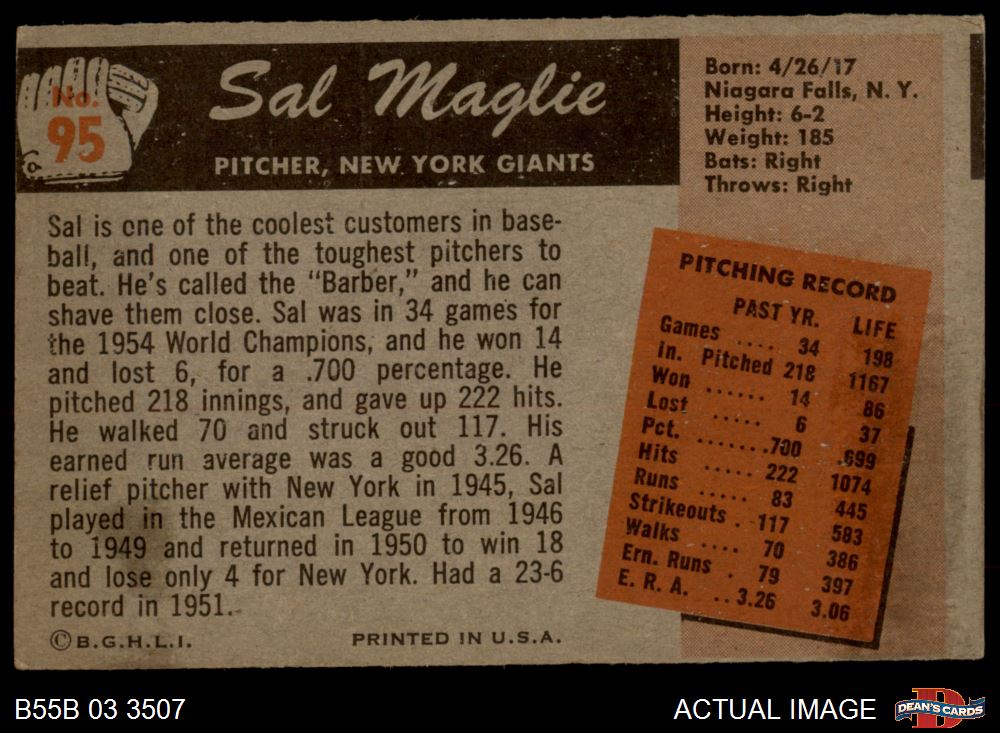 No.
95
Sal Maglie
PITCHER, NEW YORK GIANTS
Born: 4/26/17
Niagara Falls, N. Y.
Height: 6-2
Weight: 185
Bats: Right
Throws: Right
Sal is one of the coolest customers in base-
ball, and one of the toughest pitchers to
beat. He's called the "Barber," and he can
shave them close. Sal was in 34 games for
the 1954 World Champions, and he won 14
and lost 6, for a .700 percentage. He
pitched 218 innings, and gave up 222 hits.
He walked 70 and struck out 117. His
earned run average was a good 3.26. A
relief pitcher with New York in 1945, Sal
played in the Mexican League from 1946
to 1949 and returned in 1950 to win 18
and lose only 4 for New York. Had a 23-6
record in 1951.
PITCHING RECORD
PAST YR. LIFE
Games .... 34 198
In. Pitched 218 1167
Won ...... 14 86
Lost ..... 6 37
Pct. .......700 .699
Hits ..... 222 1074
Runs ..... 83 445
Strikeouts . 117 583
Walks .... 70 386
Ern. Runs . 79 397
E. R. A. ..3.26 3.06
©B.G.H.L.I. PRINTED IN U.S.A.
B55B 03 3507 ACTUAL IMAGE
DEAN'S CARDS